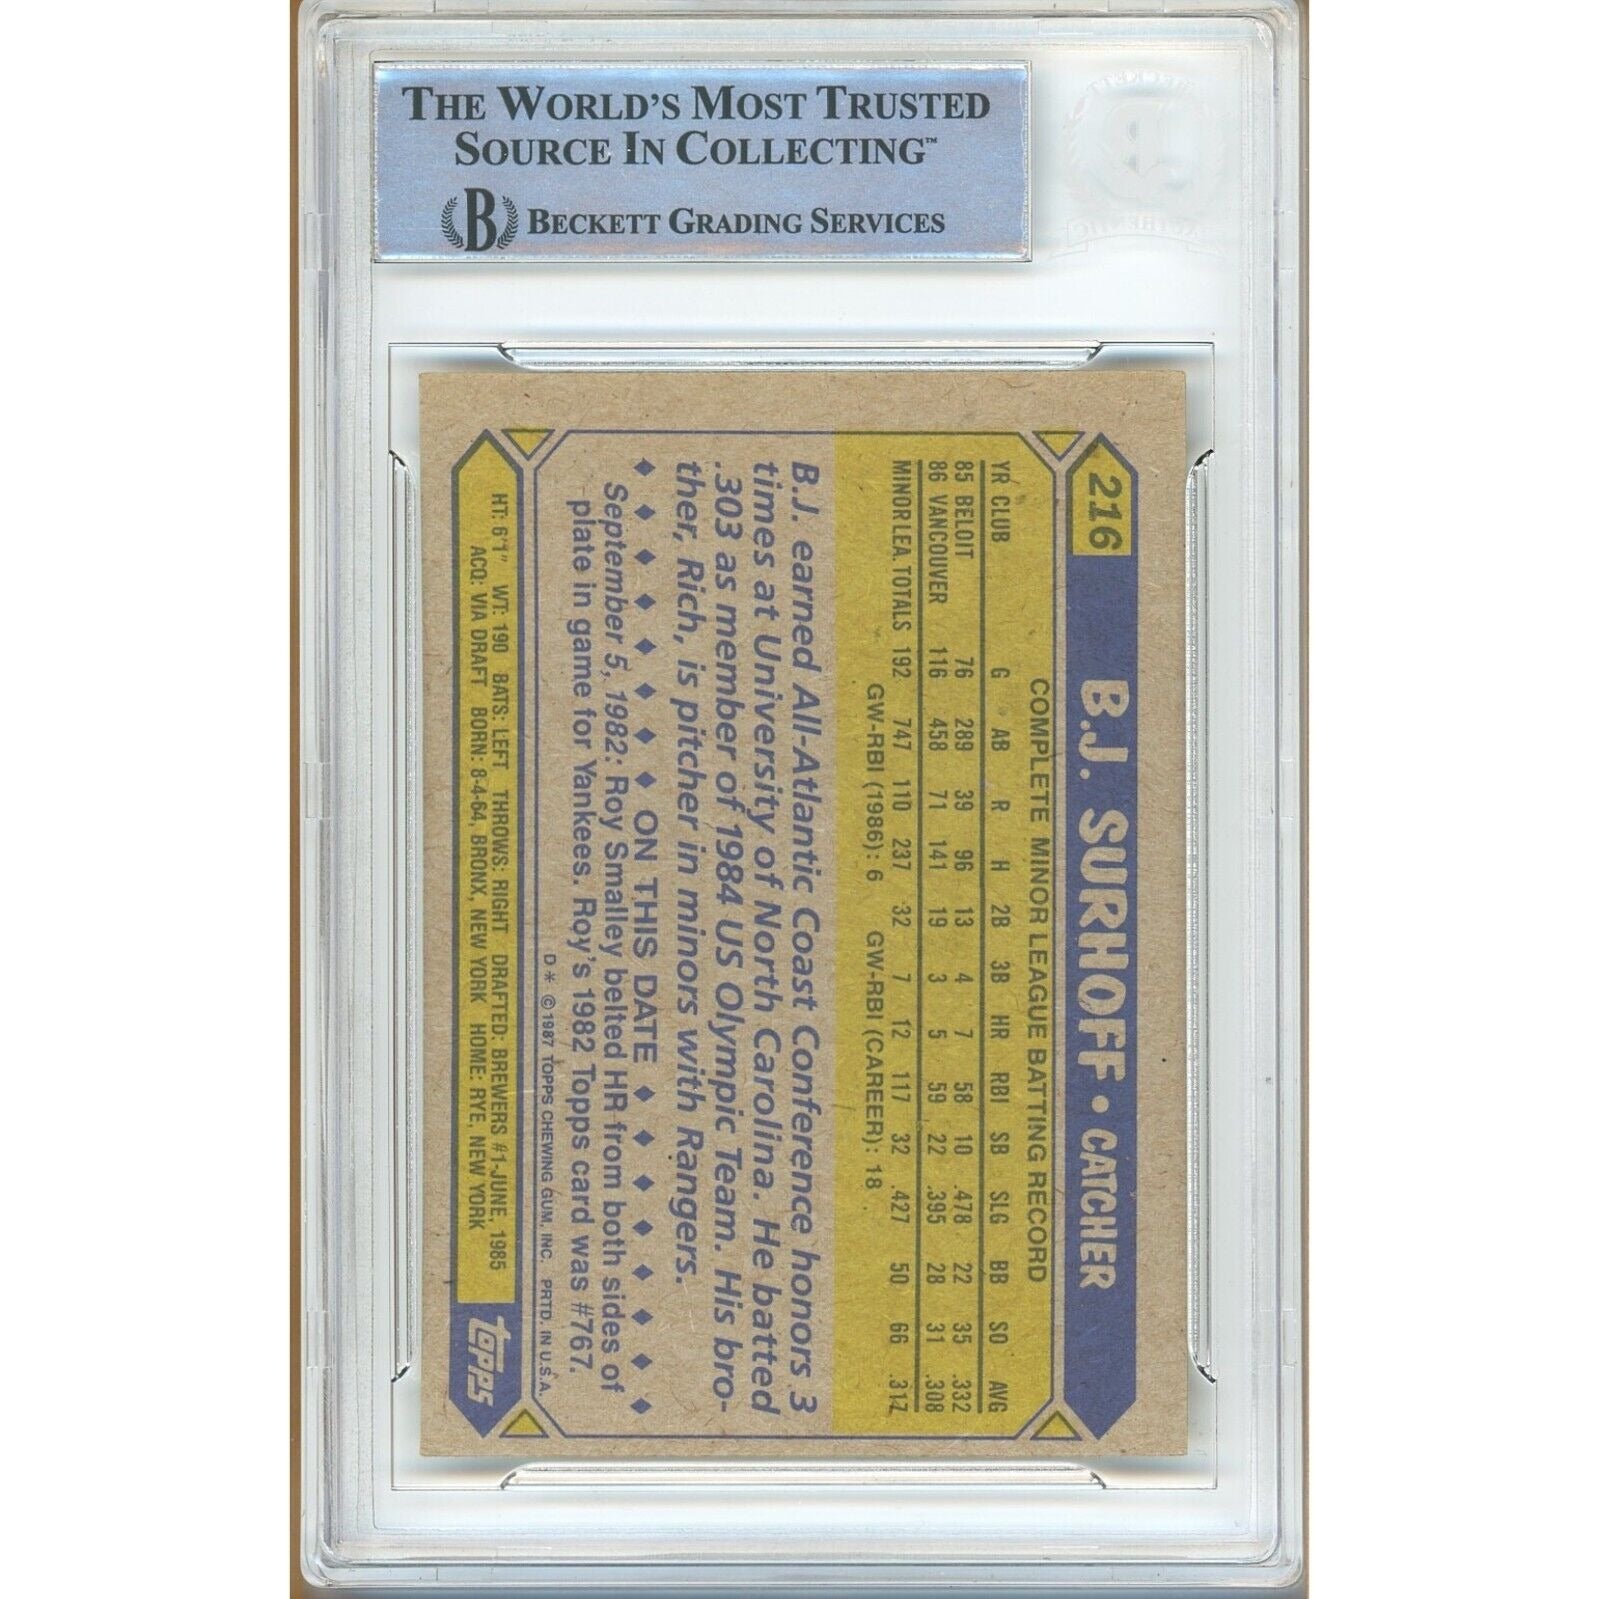 THE WORLD'S MOST TRUSTED
SOURCE IN COLLECTING™
B BECKETT GRADING SERVICES
216 B.J. SURHOFF • CATCHER
COMPLETE MINOR LEAGUE BATTING RECORD
YR CLUB G AB R H 2B 3B HR RBI SB SLG BB SO AVG
85 BELOIT 76 289 39 96 13 4 7 58 10 .478 22 35 .332
86 VANCOUVER 116 458 71 141 19 3 5 59 22 .395 28 31 .308
MINOR LEA. TOTALS 192 747 110 237 32 7 12 117 32 .427 50 66 .317
GW-RBI (1986): 6 GW-RBI (CAREER): 18
B.J. earned All-Atlantic Coast Conference honors 3
times at University of North Carolina. He batted
.303 as member of 1984 US Olympic Team. His bro-
ther, Rich, is pitcher in minors with Rangers.
◆ ◆ ◆ ◆ ◆ ◆ ◆ ◆ ON THIS DATE ◆ ◆ ◆ ◆ ◆ ◆ ◆ ◆
September 5, 1982: Roy Smalley belted HR from both sides of
plate in game for Yankees. Roy's 1982 Topps card was #767.
D * © 1987 TOPPS CHEWING GUM, INC. PRTD. IN U.S.A.
HT: 6'1" WT: 190 BATS: LEFT THROWS: RIGHT DRAFTED: BREWERS #1-JUNE, 1985
ACQ: VIA DRAFT BORN: 8-4-64, BRONX, NEW YORK HOME: RYE, NEW YORK
topps